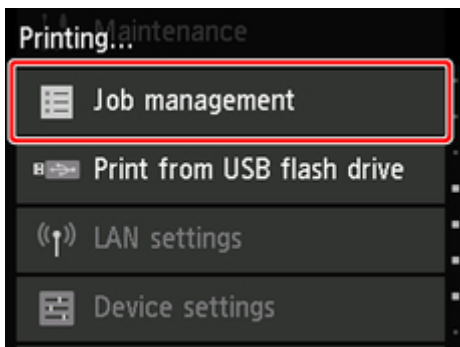 Maintenance
Printing...
Job management
Print from USB flash drive
LAN settings
Device settings